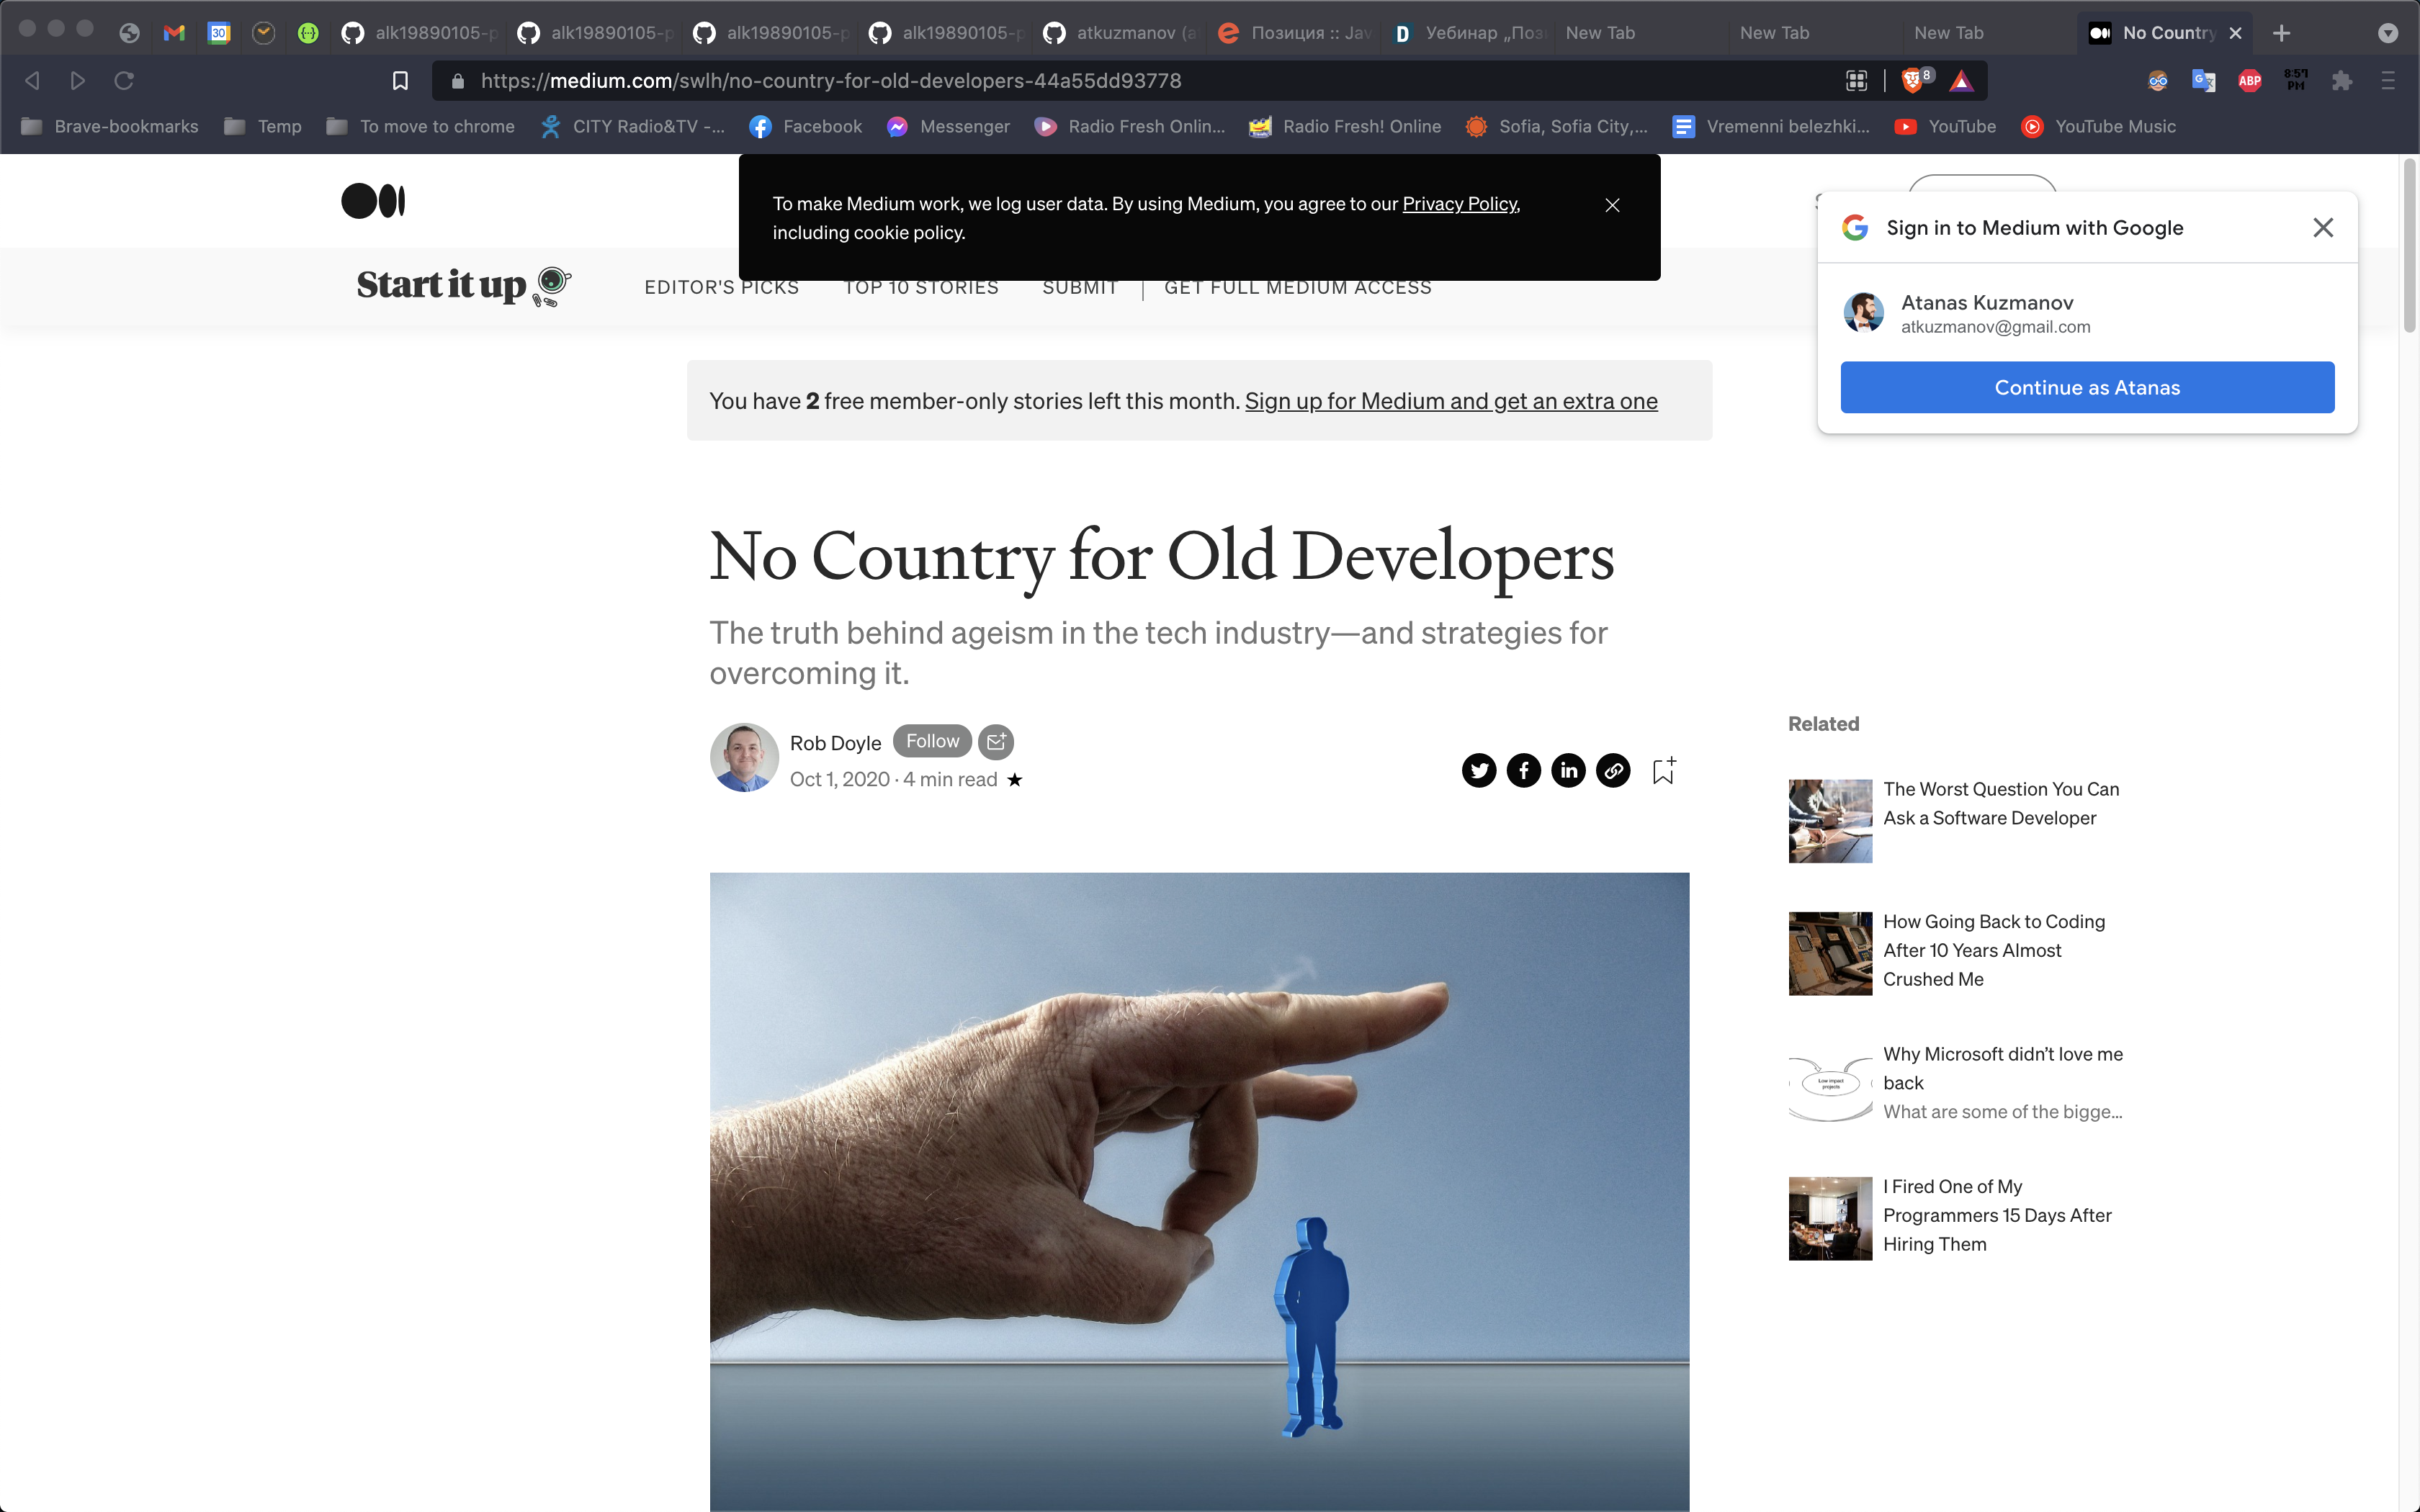 30
alk19890105-p
alk19890105-p
alk19890105-p
alk19890105-p
atkuzmanov (a
Позиция :: Jav
Уебинар „Поз
New Tab
New Tab
New Tab
No Country
https://medium.com/swlh/no-country-for-old-developers-44a55dd93778
8
ABP
8:57
PM
Brave-bookmarks
Temp
To move to chrome
CITY Radio&TV -...
Facebook
Messenger
Radio Fresh Onlin...
Radio Fresh! Online
Sofia, Sofia City,...
Vremenni belezhki...
YouTube
YouTube Music
To make Medium work, we log user data. By using Medium, you agree to our Privacy Policy,
including cookie policy.
Sign in to Medium with Google
Atanas Kuzmanov
atkuzmanov@gmail.com
Continue as Atanas
Start it up
EDITOR'S PICKS
TOP 10 STORIES
SUBMIT
GET FULL MEDIUM ACCESS
You have 2 free member-only stories left this month. Sign up for Medium and get an extra one
No Country for Old Developers
The truth behind ageism in the tech industry—and strategies for
overcoming it.
Rob Doyle
Follow
Oct 1, 2020 · 4 min read
Related
The Worst Question You Can
Ask a Software Developer
How Going Back to Coding
After 10 Years Almost
Crushed Me
Low impact
projects
Why Microsoft didn’t love me
back
What are some of the bigge...
I Fired One of My
Programmers 15 Days After
Hiring Them